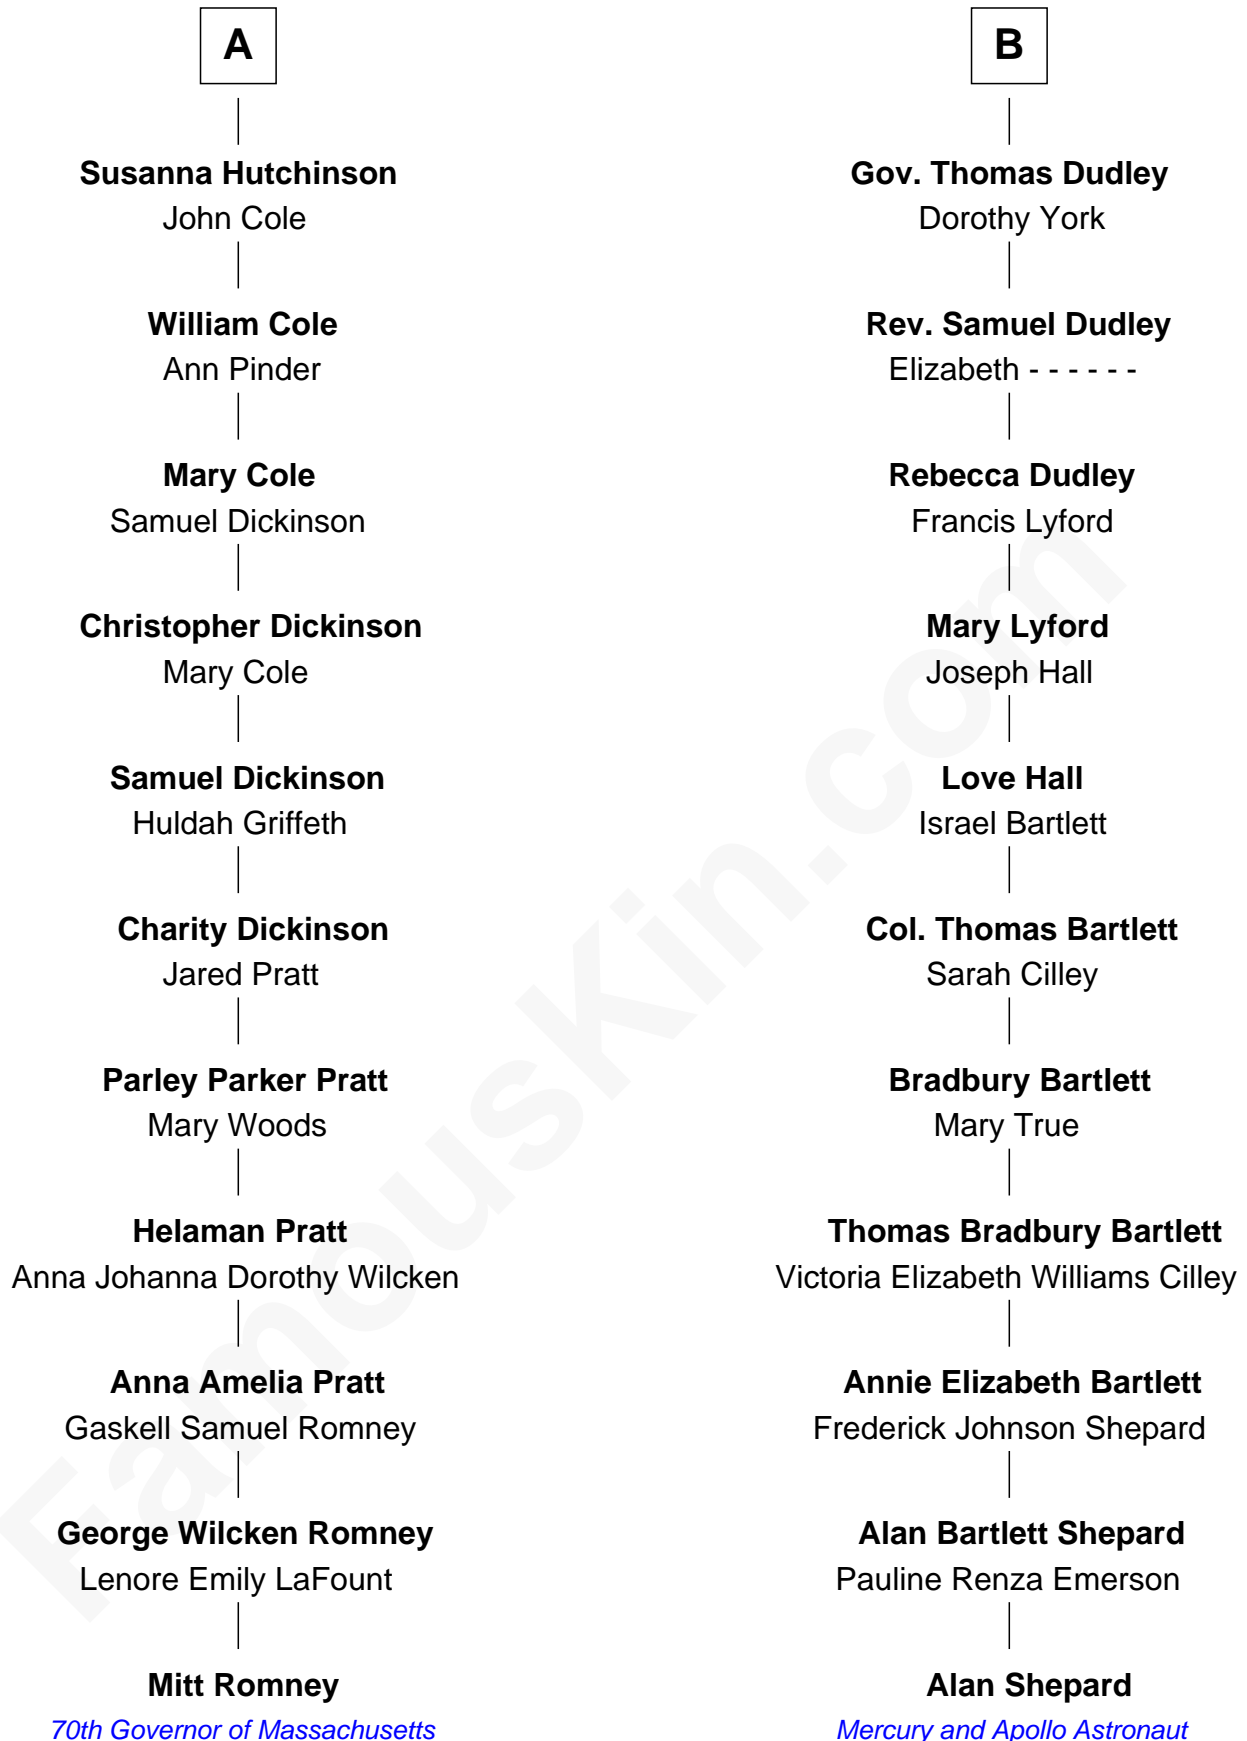 A
Susanna Hutchinson
John Cole
William Cole
Ann Pinder
Mary Cole
Samuel Dickinson
Christopher Dickinson
Mary Cole
Samuel Dickinson
Huldah Griffeth
Charity Dickinson
Jared Pratt
Parley Parker Pratt
Mary Woods
Helaman Pratt
Anna Johanna Dorothy Wilcken
Anna Amelia Pratt
Gaskell Samuel Romney
George Wilcken Romney
Lenore Emily LaFount
Mitt Romney
70th Governor of Massachusetts
B
Gov. Thomas Dudley
Dorothy York
Rev. Samuel Dudley
Elizabeth - - - - - -
Rebecca Dudley
Francis Lyford
Mary Lyford
Joseph Hall
Love Hall
Israel Bartlett
Col. Thomas Bartlett
Sarah Cilley
Bradbury Bartlett
Mary True
Thomas Bradbury Bartlett
Victoria Elizabeth Williams Cilley
Annie Elizabeth Bartlett
Frederick Johnson Shepard
Alan Bartlett Shepard
Pauline Renza Emerson
Alan Shepard
Mercury and Apollo Astronaut
FamousKin.com